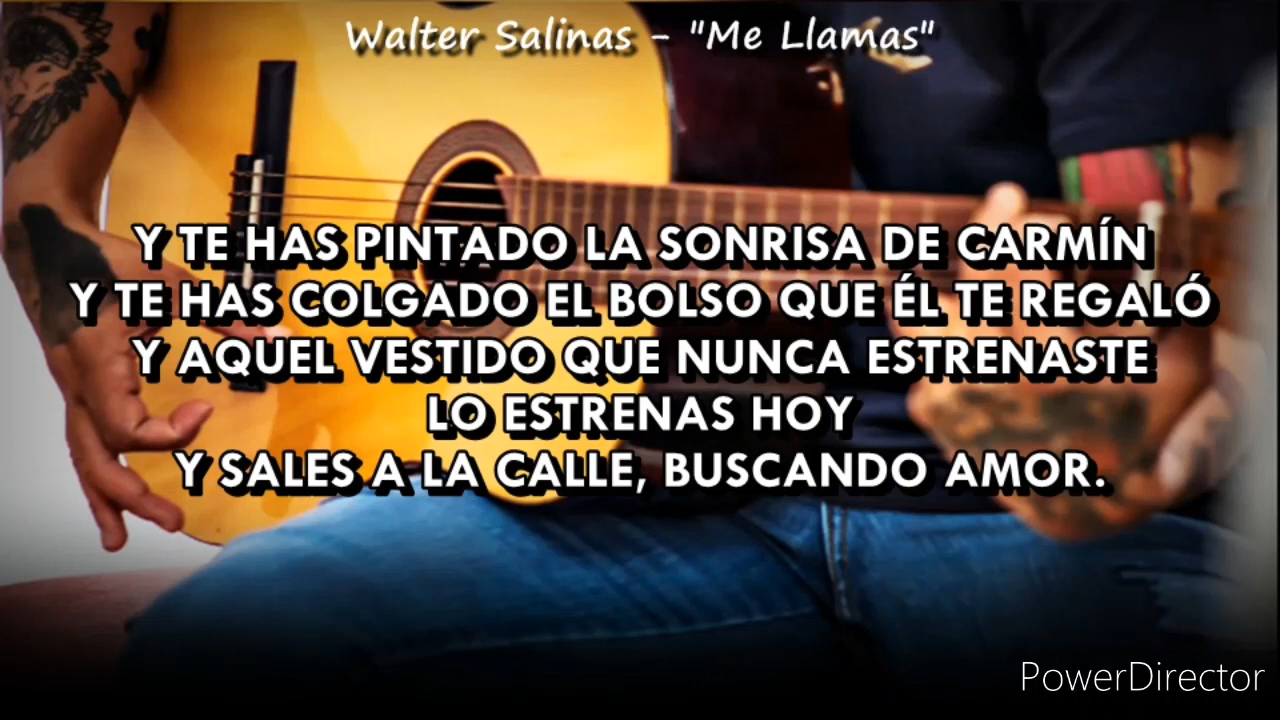 Walter Salinas - "Me Llamas"
Y TE HAS PINTADO LA SONRISA DE CARMÍN
Y TE HAS COLGADO EL BOLSO QUE ÉL TE REGALÓ
Y AQUEL VESTIDO QUE NUNCA ESTRENASTE
LO ESTRENAS HOY
Y SALES A LA CALLE, BUSCANDO AMOR.
PowerDirector